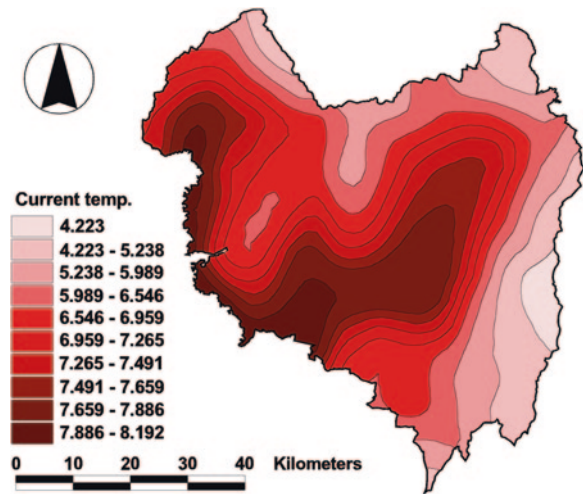 Current temp.
4.223
4.223 - 5.238
5.238 - 5.989
5.989 - 6.546
6.546 - 6.959
6.959 - 7.265
7.265 - 7.491
7.491 - 7.659
7.659 - 7.886
7.886 - 8.192
0 10 20 30 40 Kilometers